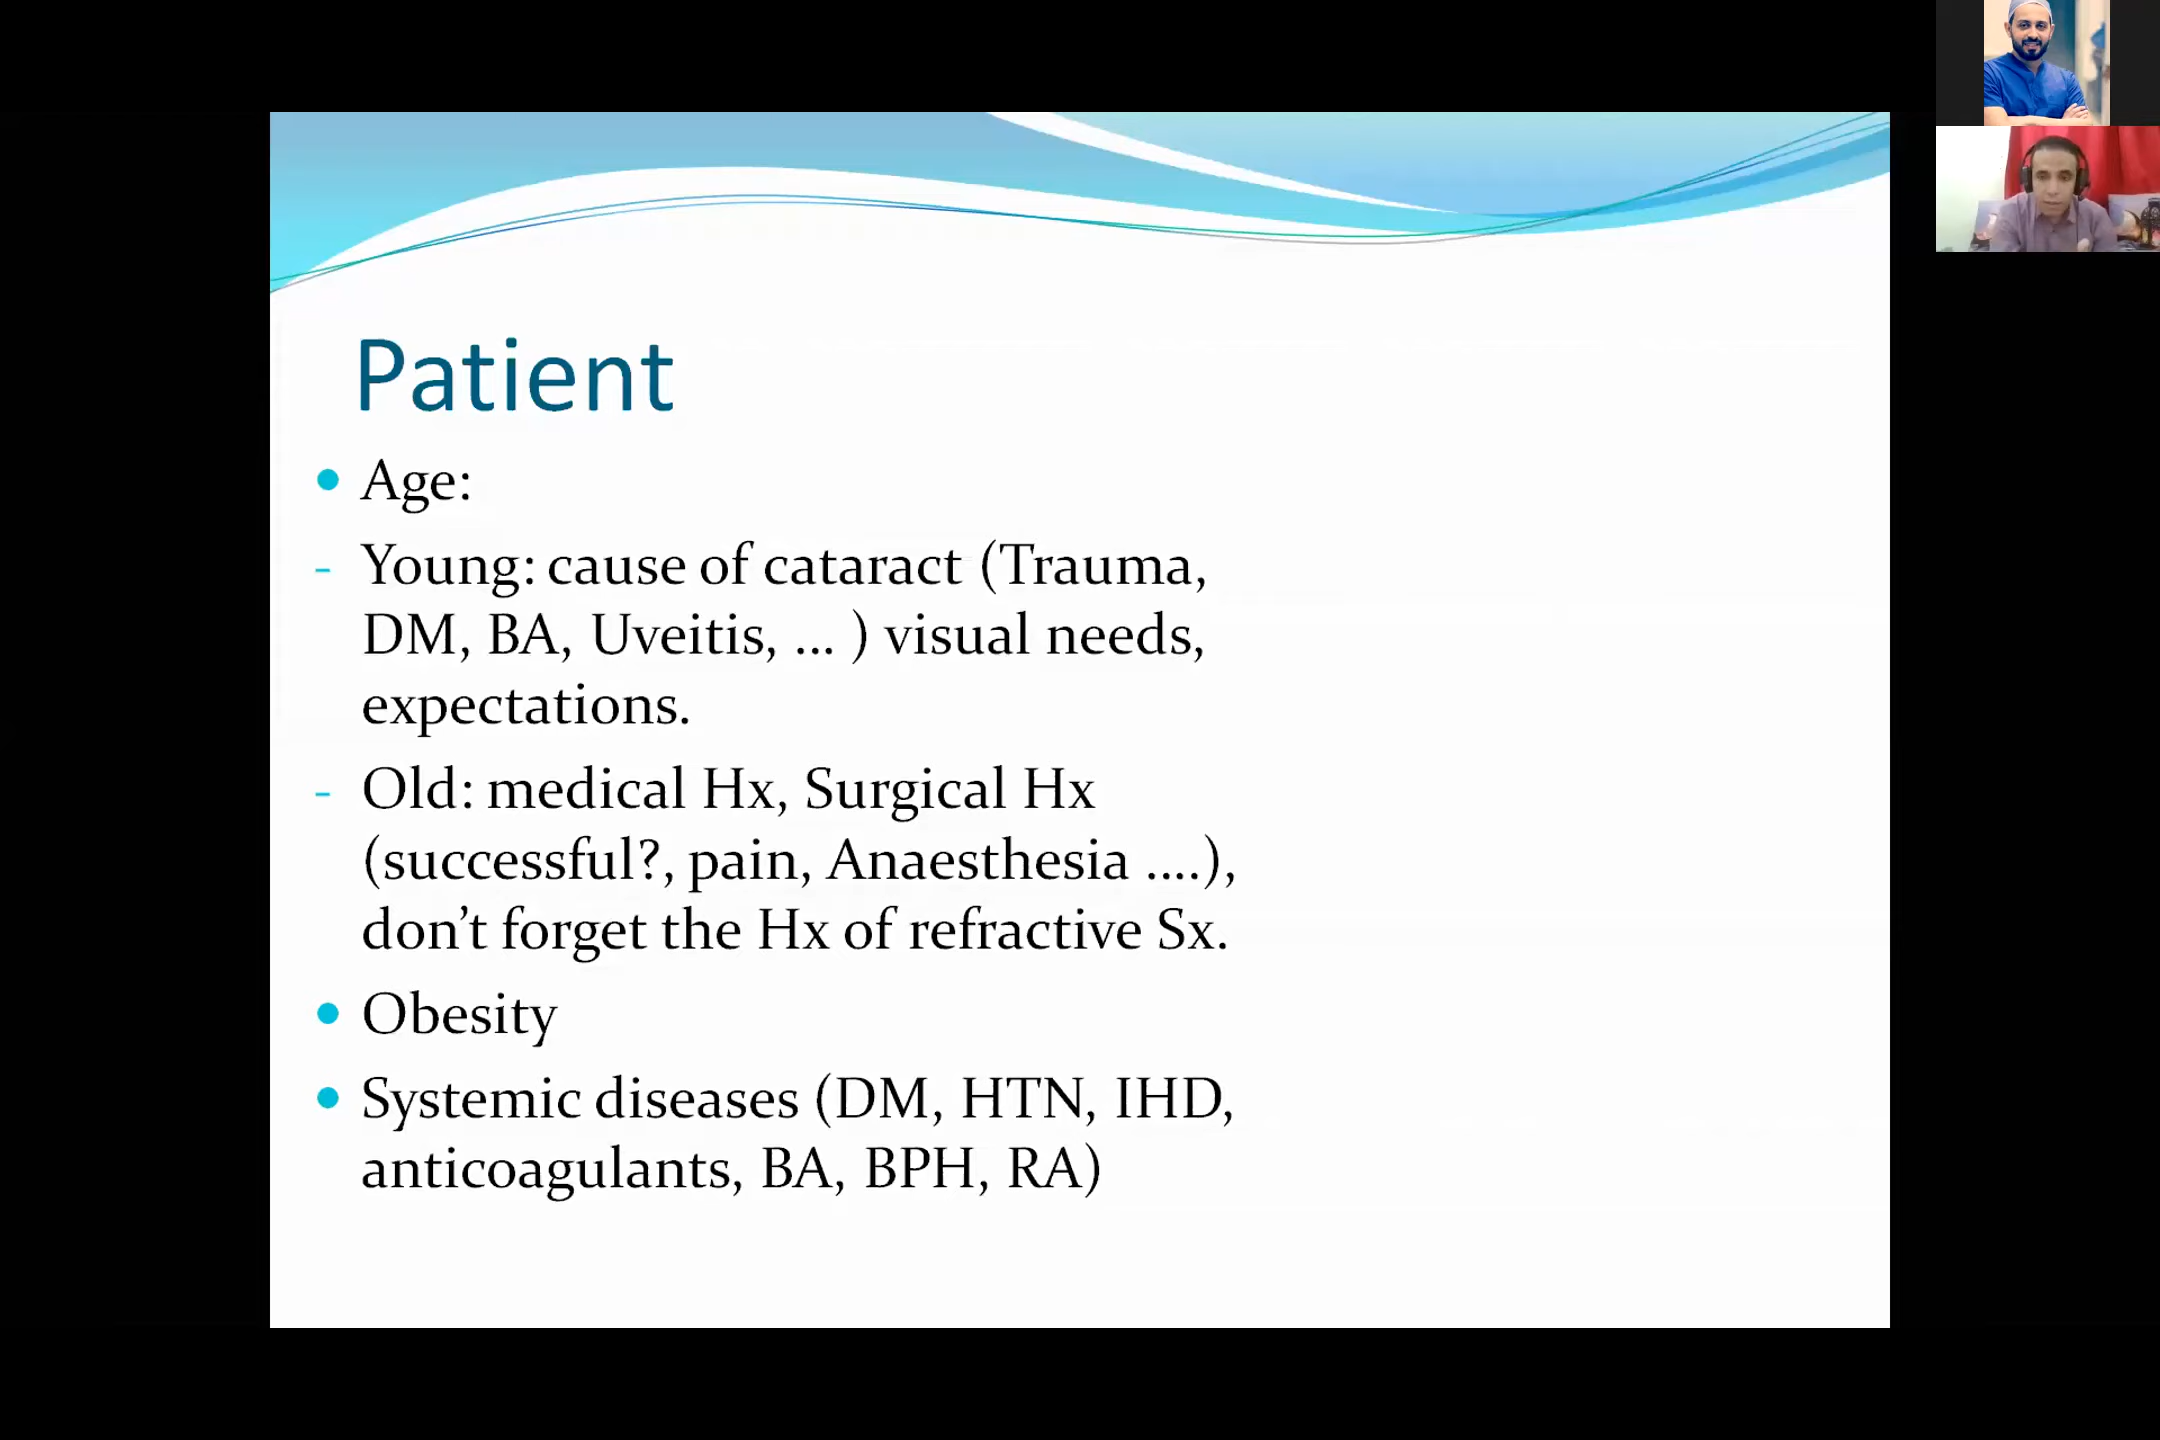 Patient
• Age:
- Young: cause of cataract (Trauma,
DM, BA, Uveitis, ... ) visual needs,
expectations.
- Old: medical Hx, Surgical Hx
(successful?, pain, Anaesthesia ....),
don’t forget the Hx of refractive Sx.
• Obesity
• Systemic diseases (DM, HTN, IHD,
anticoagulants, BA, BPH, RA)